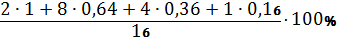 2 · 1 + 8 · 0,64 + 4 · 0,36 + 1 · 0,16
16
· 100%